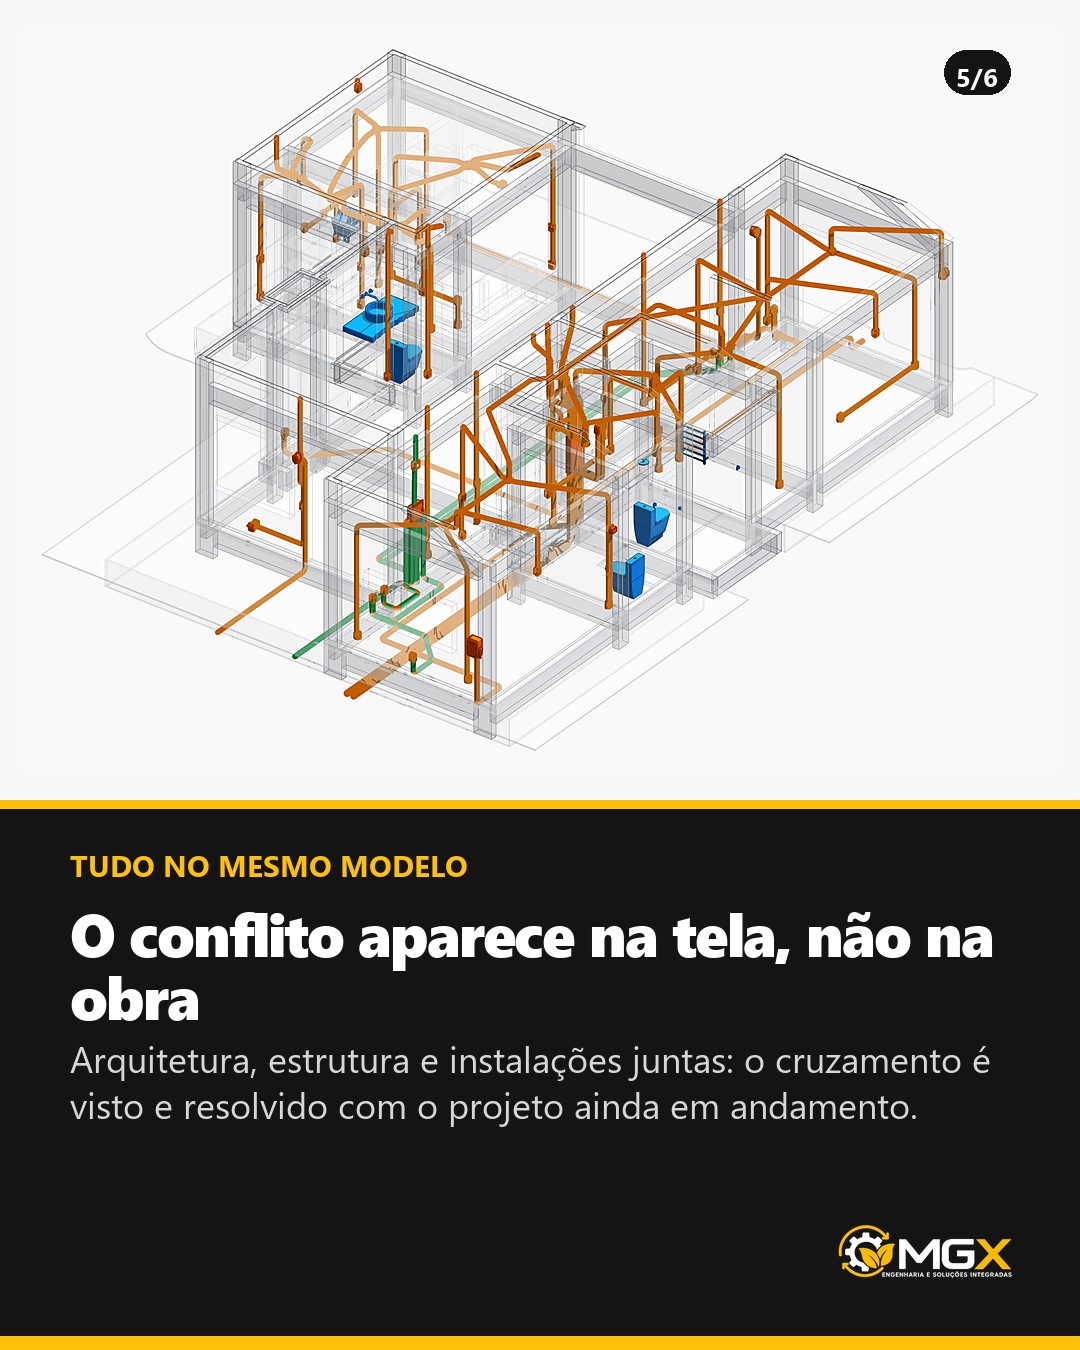 5/6
TUDO NO MESMO MODELO
O conflito aparece na tela, não na
obra
Arquitetura, estrutura e instalações juntas: o cruzamento é
visto e resolvido com o projeto ainda em andamento.
MGX
ENGENHARIA E SOLUÇÕES INTEGRADAS